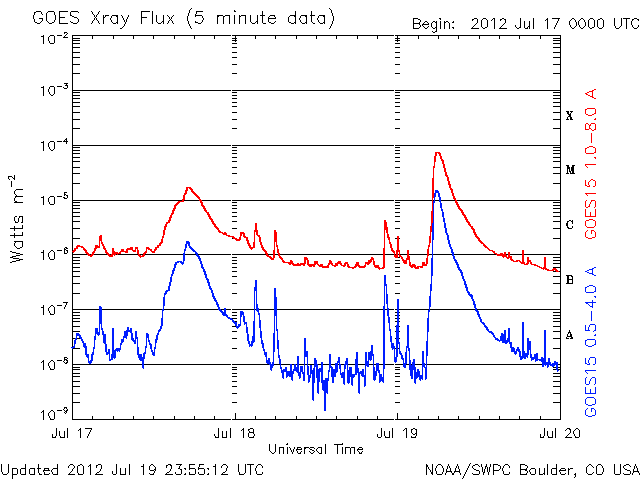 GOES Xray Flux (5 minute data)
Begin: 2012 Jul 17 0000 UTC
10-2
10-3
10-4
10-5
10-6
10-7
10-8
10-9
Watts m-2
X
M
C
B
A
GOES15 1.0-8.0 A
GOES15 0.5-4.0 A
Jul 17
Jul 18
Jul 19
Jul 20
Universal Time
Updated 2012 Jul 19 23:55:12 UTC
NOAA/SWPC Boulder, CO USA